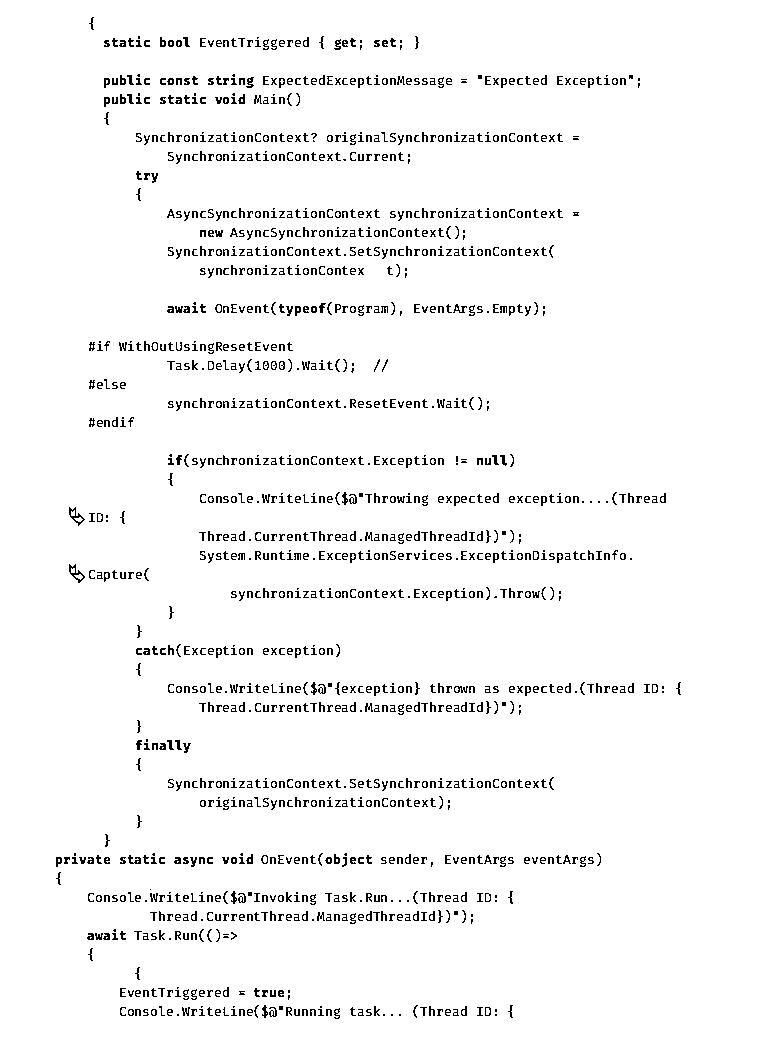 {
static bool EventTriggered { get; set; }
public const string ExpectedExceptionMessage = "Expected Exception";
public static void Main()
{
SynchronizationContext? originalSynchronizationContext =
SynchronizationContext.Current;
try
{
AsyncSynchronizationContext synchronizationContext =
new AsyncSynchronizationContext();
SynchronizationContext.SetSynchronizationContext(
synchronizationContex t);
await OnEvent(typeof(Program), EventArgs.Empty);
#if WithOutUsingResetEvent
Task.Delay(1000).Wait(); //
#else
synchronizationContext.ResetEvent.Wait();
#endif
if(synchronizationContext.Exception != null)
{
Console.WriteLine($@"Throwing expected exception....(Thread
ID: {
Thread.CurrentThread.ManagedThreadId})");
System.Runtime.ExceptionServices.ExceptionDispatchInfo.
Capture(
synchronizationContext.Exception).Throw();
}
}
catch(Exception exception)
{
Console.WriteLine($@"{exception} thrown as expected.(Thread ID: {
Thread.CurrentThread.ManagedThreadId})");
}
finally
{
SynchronizationContext.SetSynchronizationContext(
originalSynchronizationContext);
}
}
private static async void OnEvent(object sender, EventArgs eventArgs)
{
Console.WriteLine($@"Invoking Task.Run...(Thread ID: {
Thread.CurrentThread.ManagedThreadId})");
await Task.Run(()=>
{
{
EventTriggered = true;
Console.WriteLine($@"Running task... (Thread ID: {